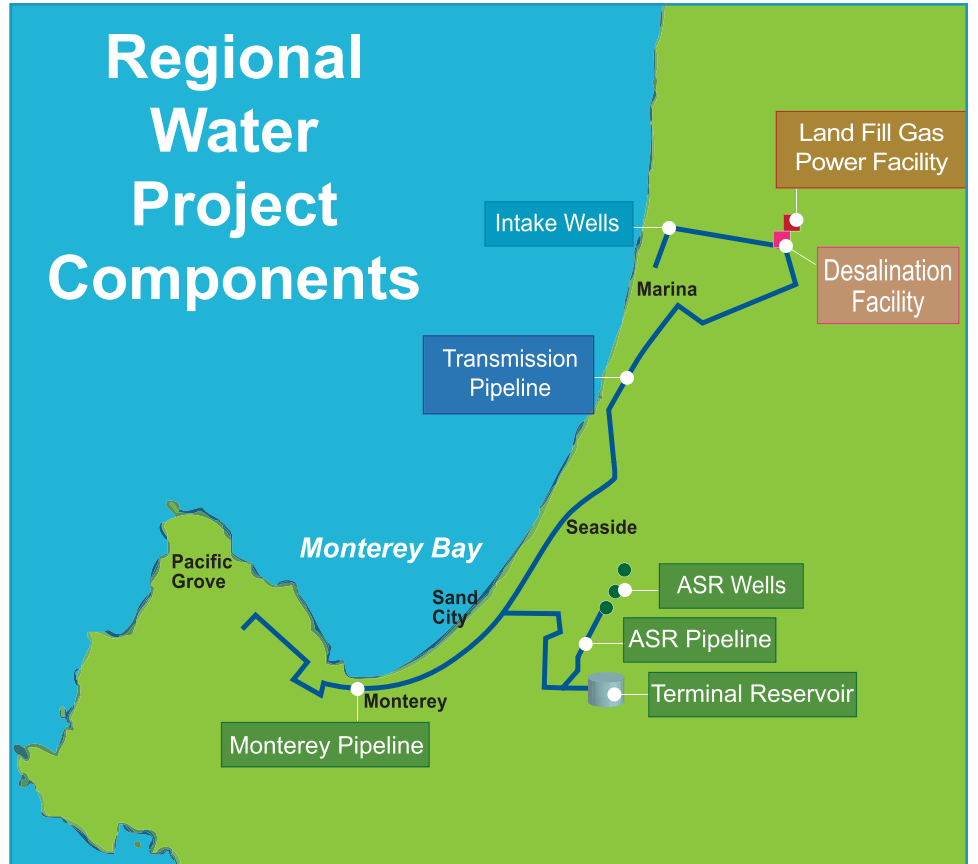 Regional
Water
Project
Components
Land Fill Gas
Power Facility
Intake Wells
Desalination
Facility
Marina
Transmission
Pipeline
Seaside
Monterey Bay
Pacific
Grove
ASR Wells
Sand
City
ASR Pipeline
Terminal Reservoir
Monterey
Monterey Pipeline